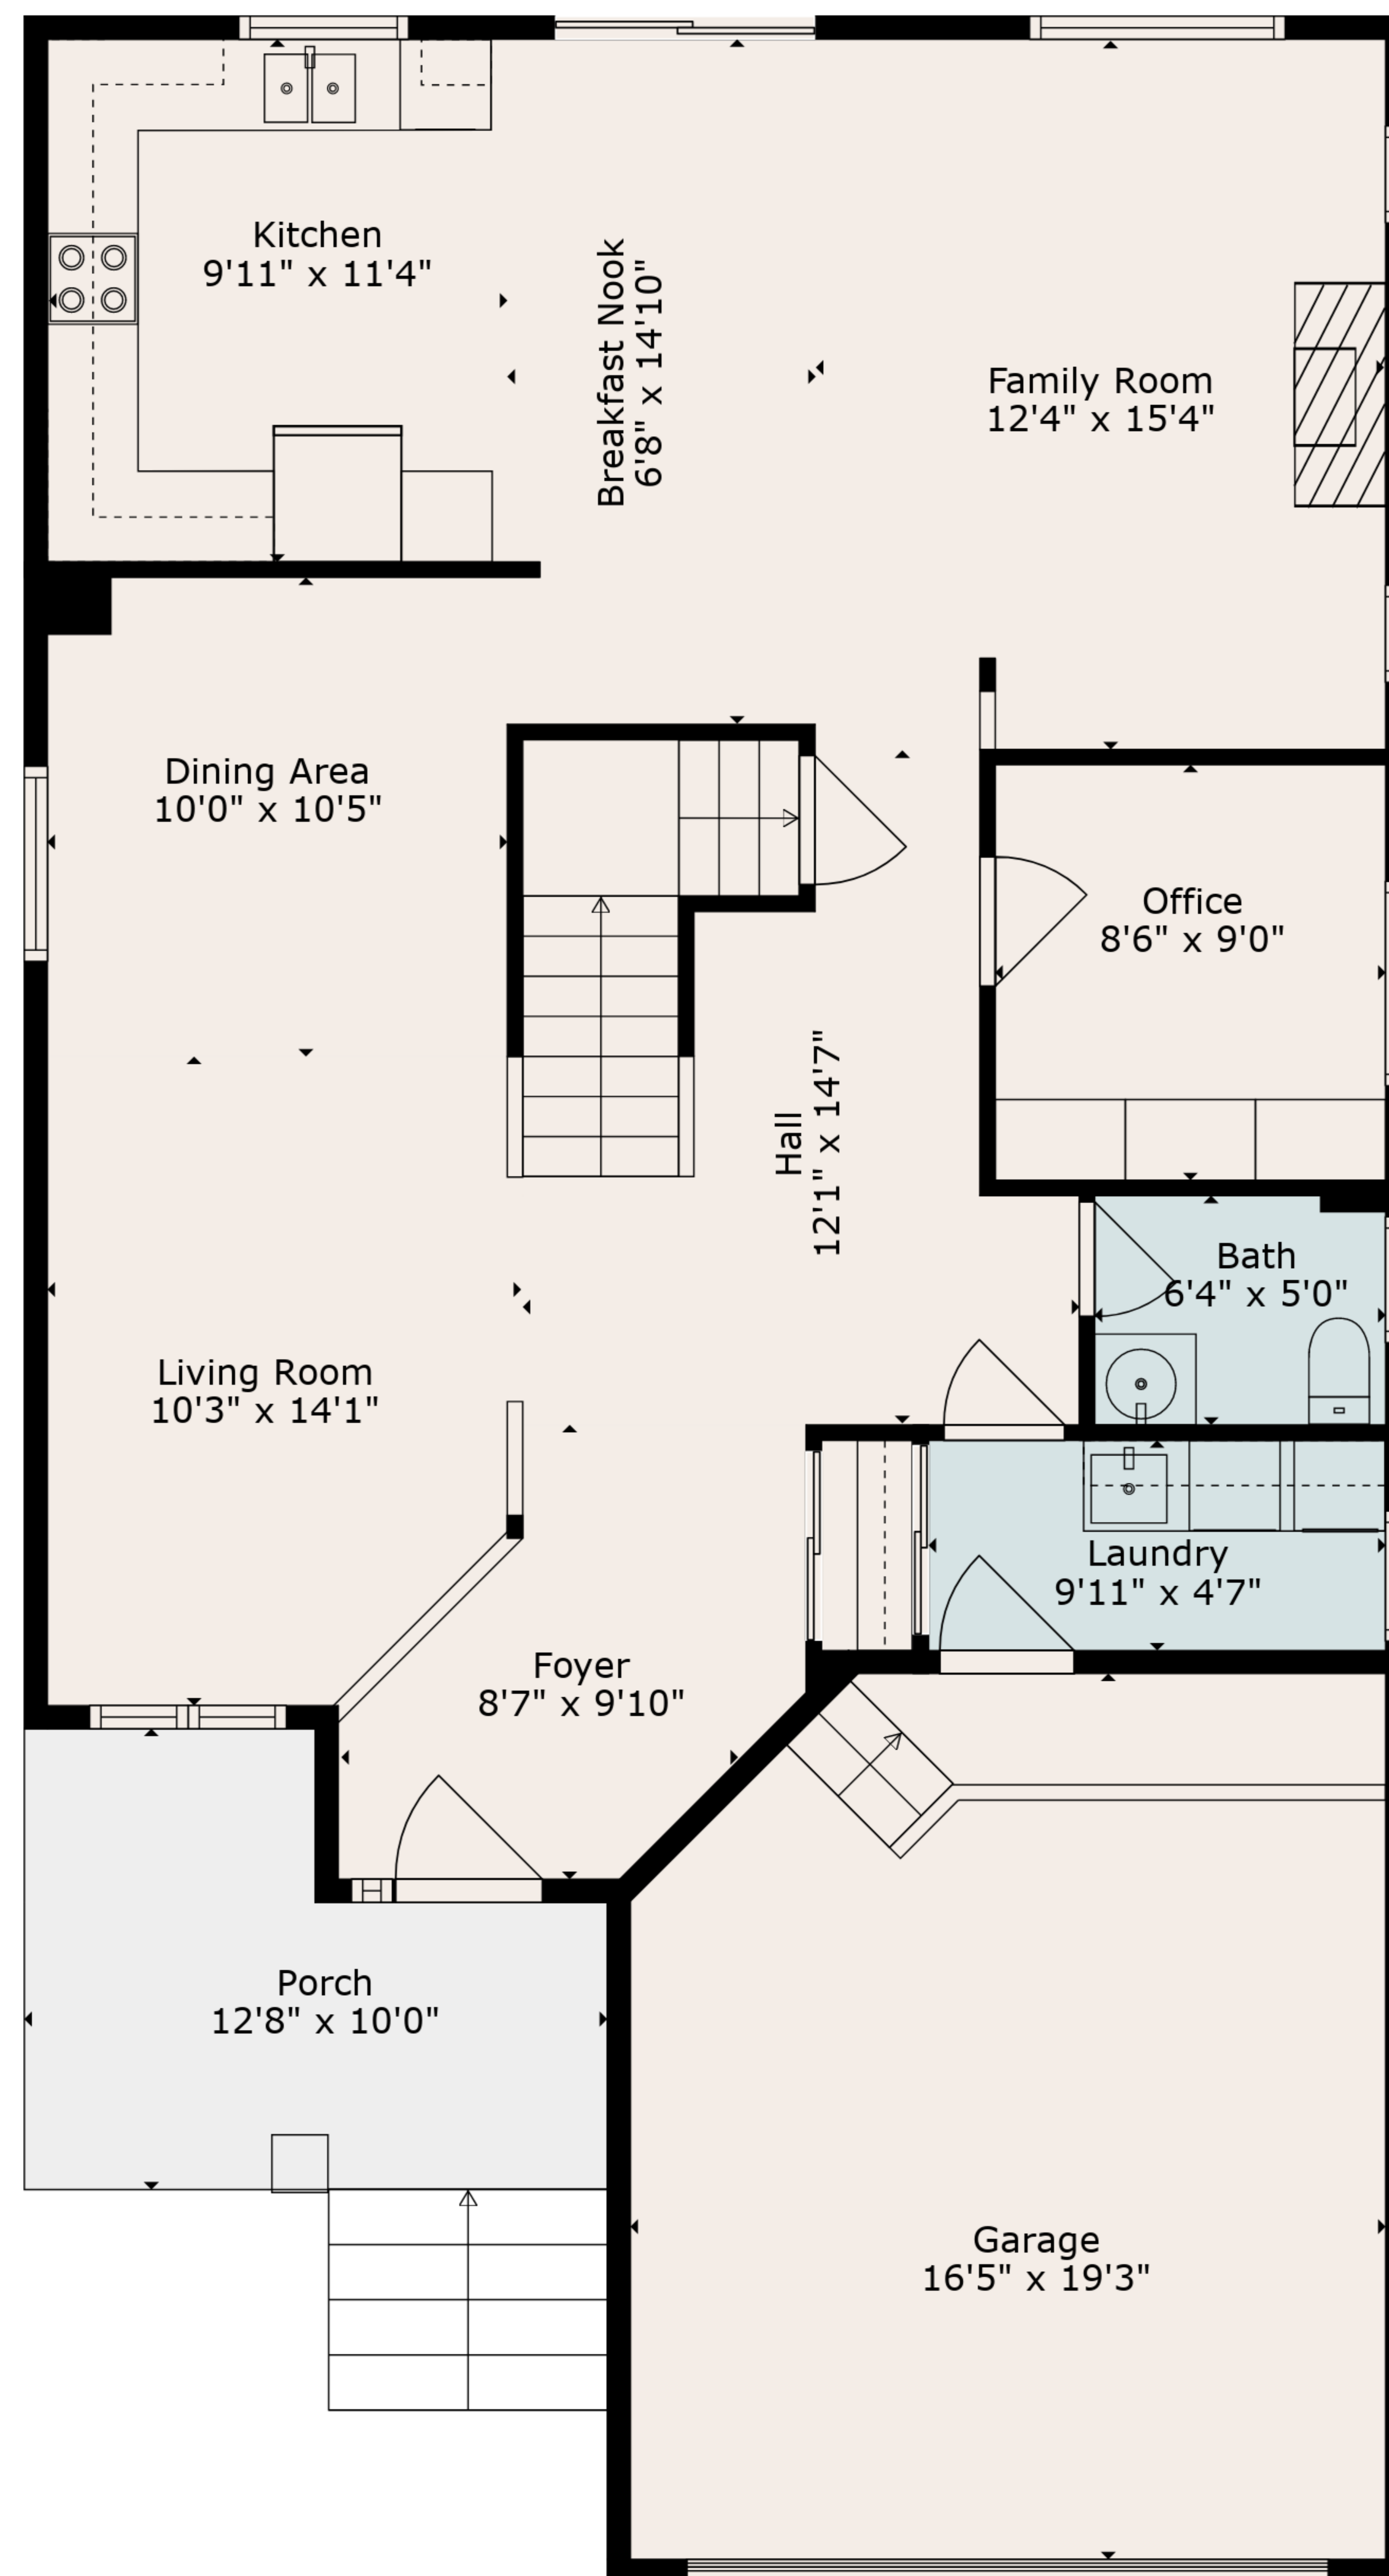 Kitchen
9'11" x 11'4"
Breakfast Nook
6'8" x 14'10"
Family Room
12'4" x 15'4"
Dining Area
10'0" x 10'5"
Office
8'6" x 9'0"
Hall
12'1" x 14'7"
Bath
6'4" x 5'0"
Living Room
10'3" x 14'1"
Laundry
9'11" x 4'7"
Foyer
8'7" x 9'10"
Porch
12'8" x 10'0"
Garage
16'5" x 19'3"